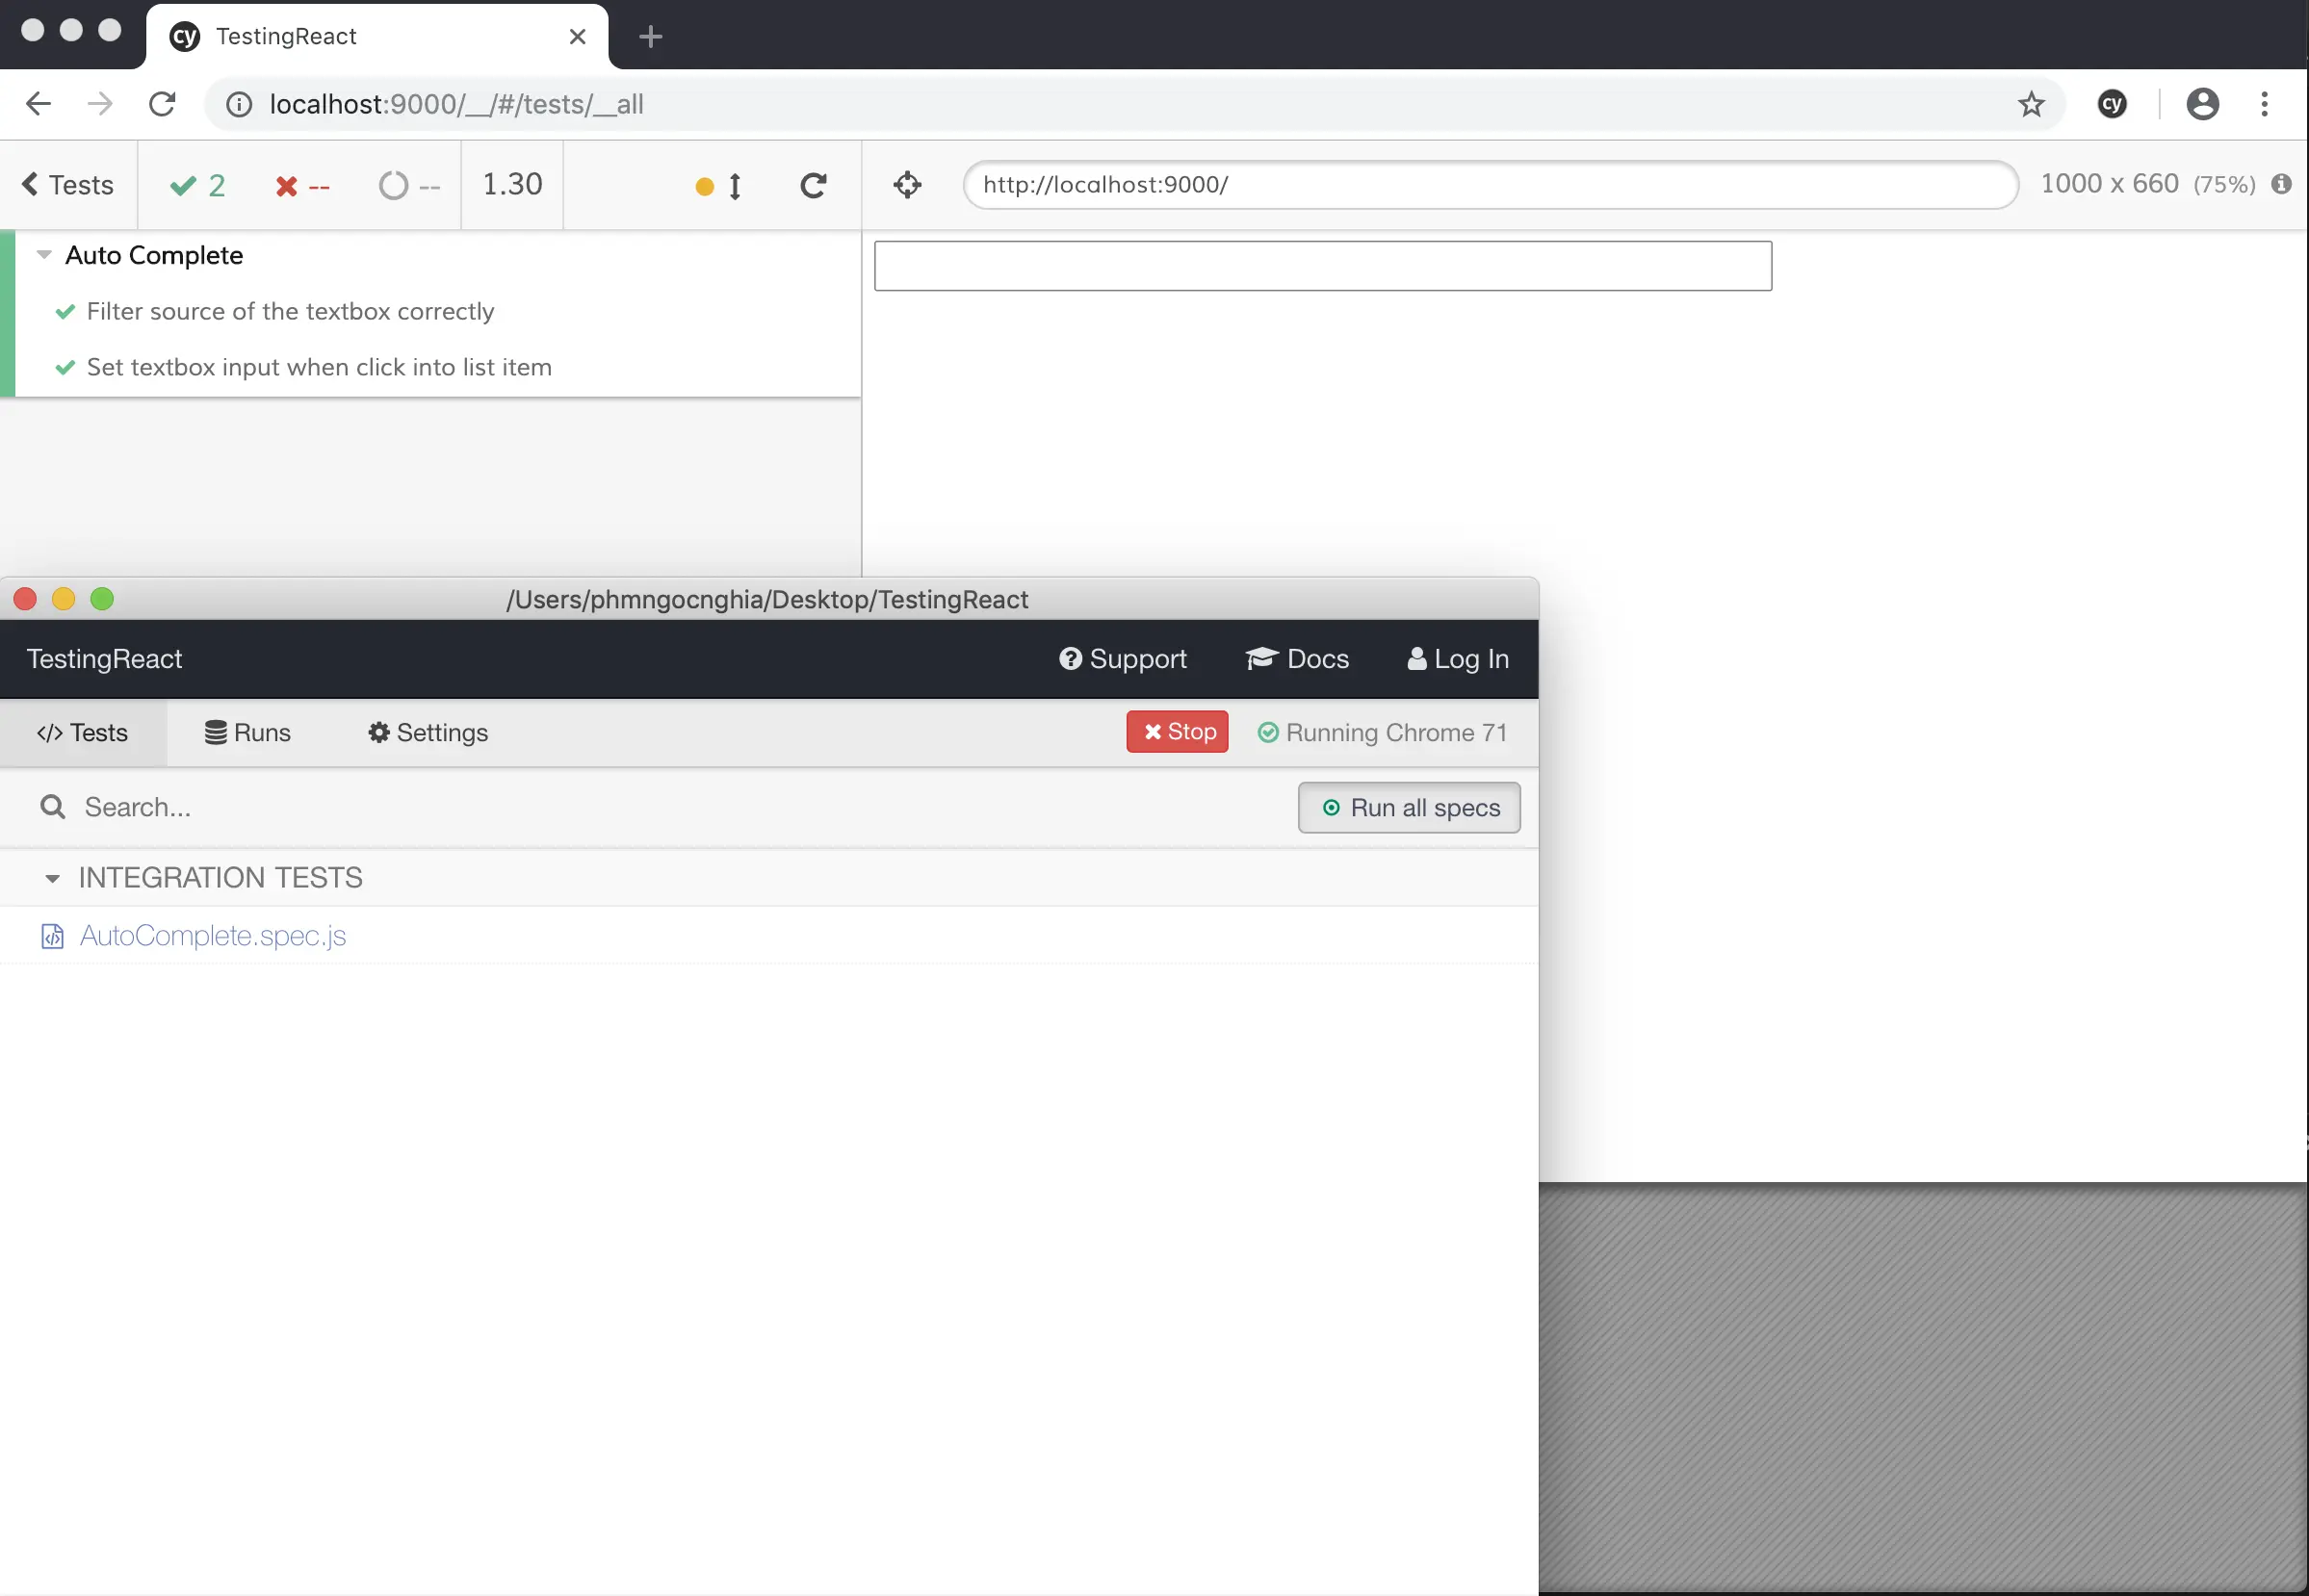 cy TestingReact
localhost:9000/__/#/tests/__all cy
Tests 2 -- -- 1.30 http://localhost:9000/ 1000 x 660 (75%)
Auto Complete
Filter source of the textbox correctly
Set textbox input when click into list item
/Users/phmngocnghia/Desktop/TestingReact
TestingReact Support Docs Log In
</> Tests Runs Settings Stop Running Chrome 71
Search... Run all specs
INTEGRATION TESTS
AutoComplete.spec.js